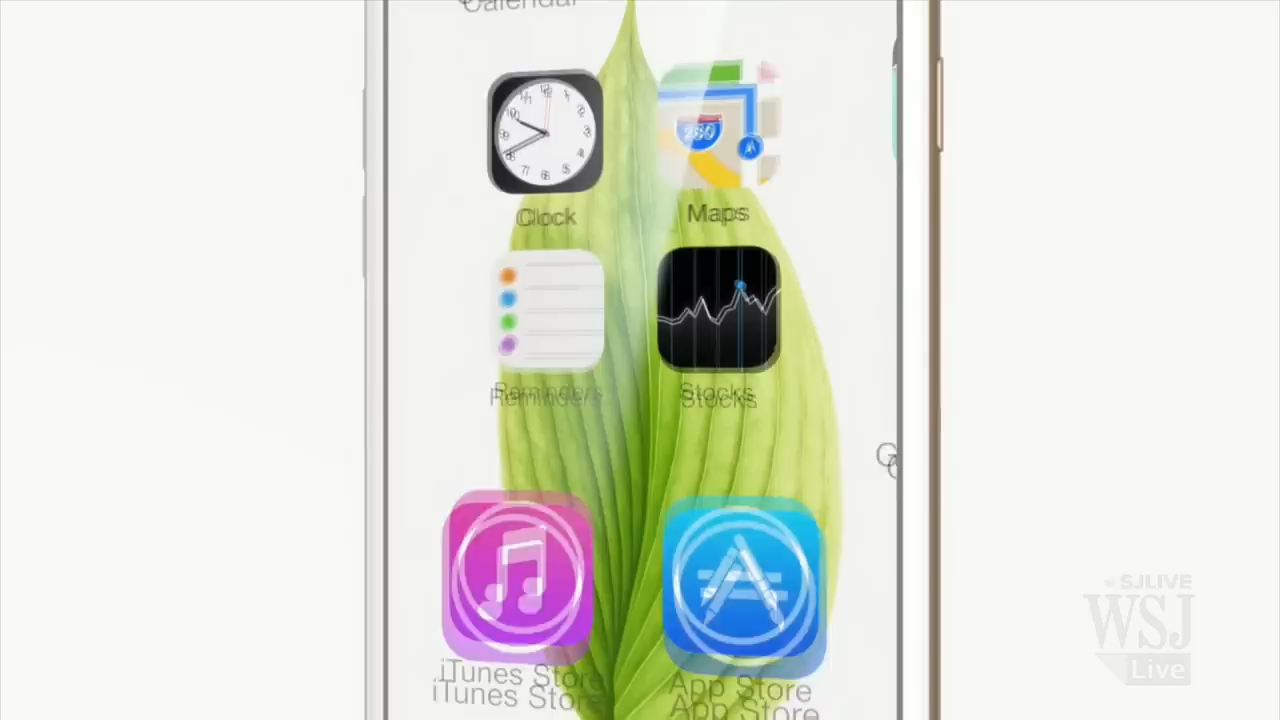 Calendar
Clock
Maps
280
Reminders
Stocks
iTunes Store
App Store
SJLIVE
WSJ
Live